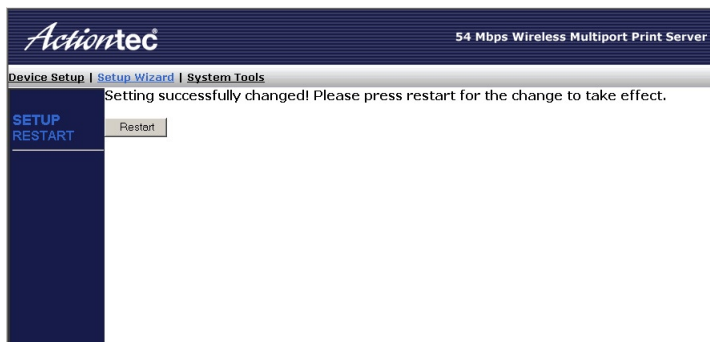 Actiontec
54 Mbps Wireless Multiport Print Server
Device Setup | Setup Wizard | System Tools
Setting successfully changed! Please press restart for the change to take effect.
SETUP
RESTART
Restart